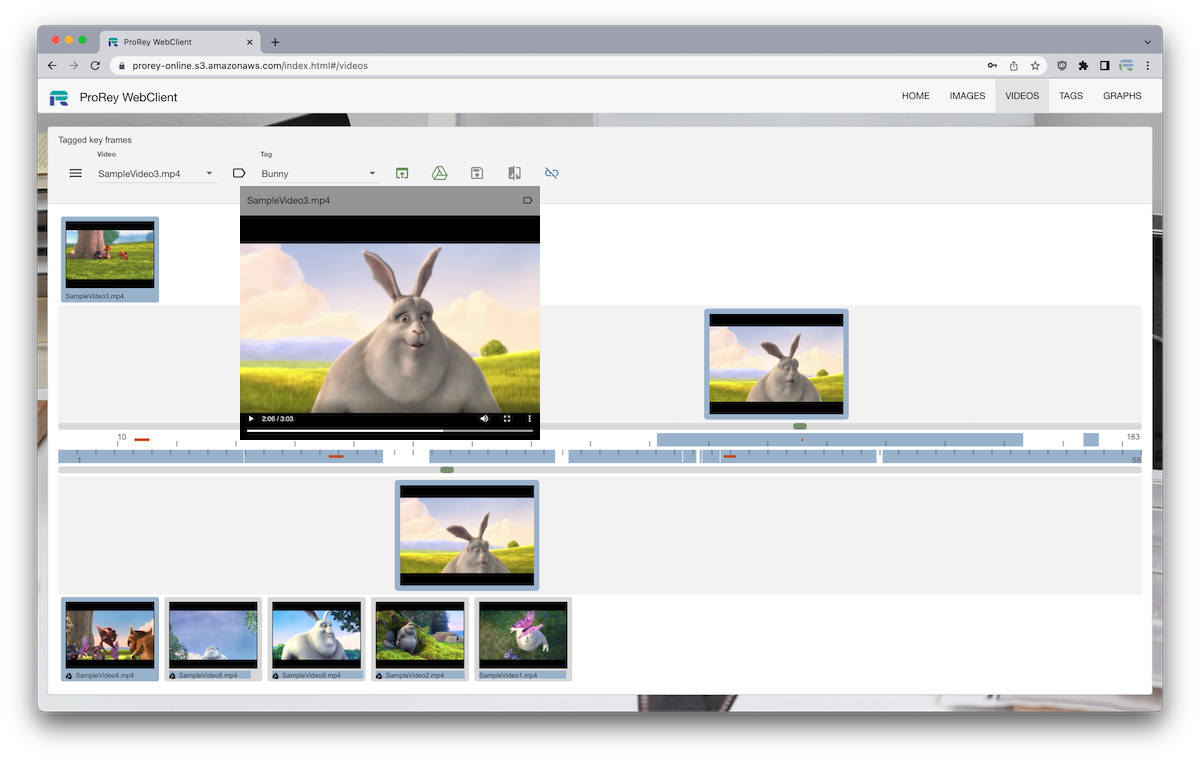 ProRey WebClient
prorey-online.s3.amazonaws.com/index.html#/videos
ProRey WebClient
HOME IMAGES VIDEOS TAGS GRAPHS
Tagged key frames
Video Tag
SampleVideo3.mp4 Bunny
SampleVideo3.mp4
SampleVideo3.mp4
2:06 / 3:03
10 183
1 58
SampleVideo4.mp4 SampleVideo8.mp4 SampleVideo9.mp4 SampleVideo2.mp4 SampleVideo1.mp4